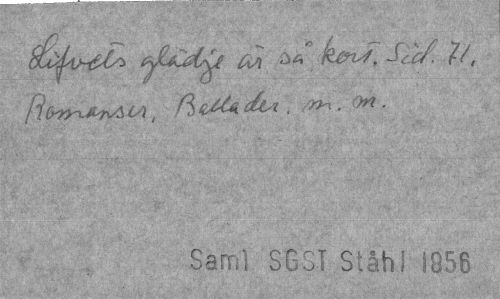 Lifvets glädje är så kort. Sid. 71.
Romanser, Ballader. m. m.
Saml SGST Ståhl 1856